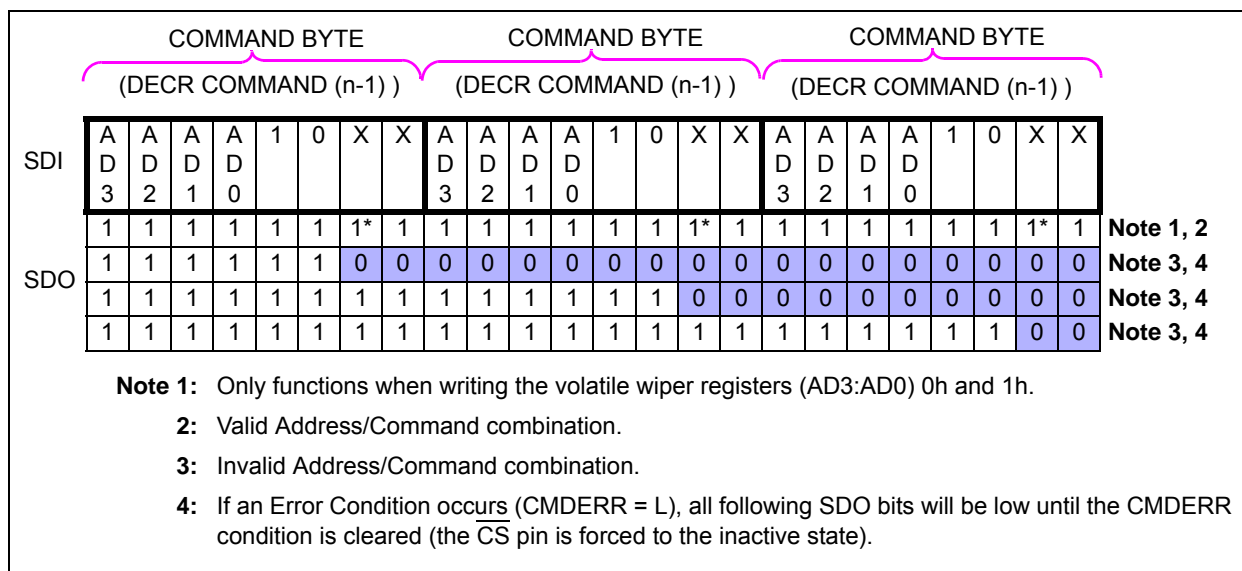 COMMAND BYTE COMMAND BYTE COMMAND BYTE
(DECR COMMAND (n-1) ) (DECR COMMAND (n-1) ) (DECR COMMAND (n-1) )
SDI A A A A 1 0 X X A A A A 1 0 X X A A A A 1 0 X X
D D D D D D D D D D D D
3 2 1 0 3 2 1 0 3 2 1 0
1 1 1 1 1 1 1* 1 1 1 1 1 1 1 1* 1 1 1 1 1 1 1 1* 1 Note 1, 2
SDO 1 1 1 1 1 1 0 0 0 0 0 0 0 0 0 0 0 0 0 0 0 0 0 0 Note 3, 4
1 1 1 1 1 1 1 1 1 1 1 1 1 1 0 0 0 0 0 0 0 0 0 0 Note 3, 4
1 1 1 1 1 1 1 1 1 1 1 1 1 1 1 1 1 1 1 1 1 1 0 0 Note 3, 4
Note 1: Only functions when writing the volatile wiper registers (AD3:AD0) 0h and 1h.
2: Valid Address/Command combination.
3: Invalid Address/Command combination.
4: If an Error Condition occurs (CMDERR = L), all following SDO bits will be low until the CMDERR
condition is cleared (the CS pin is forced to the inactive state).